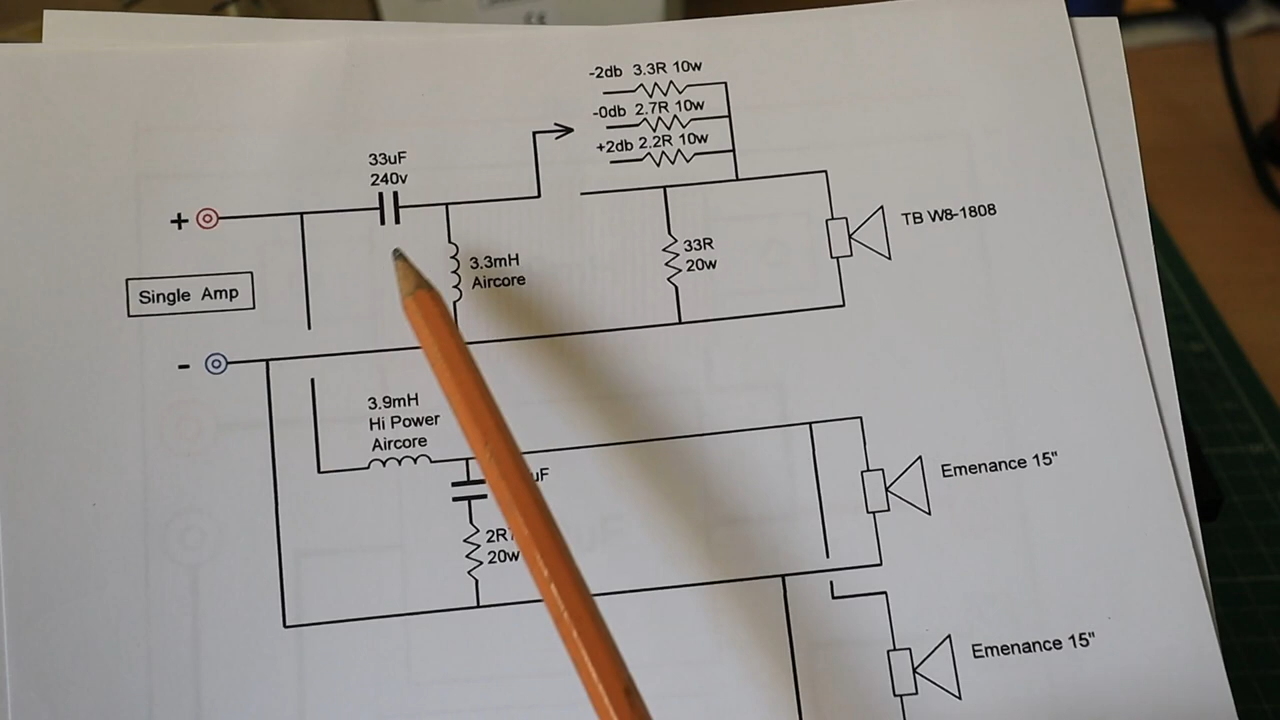 -2db 3.3R 10w
-0db 2.7R 10w
+2db 2.2R 10w
33uF
240v
+
TB W8-1808
33R
20w
3.3mH
Aircore
Single Amp
-
3.9mH
Hi Power
Aircore
Emenance 15"
20w
Emenance 15"